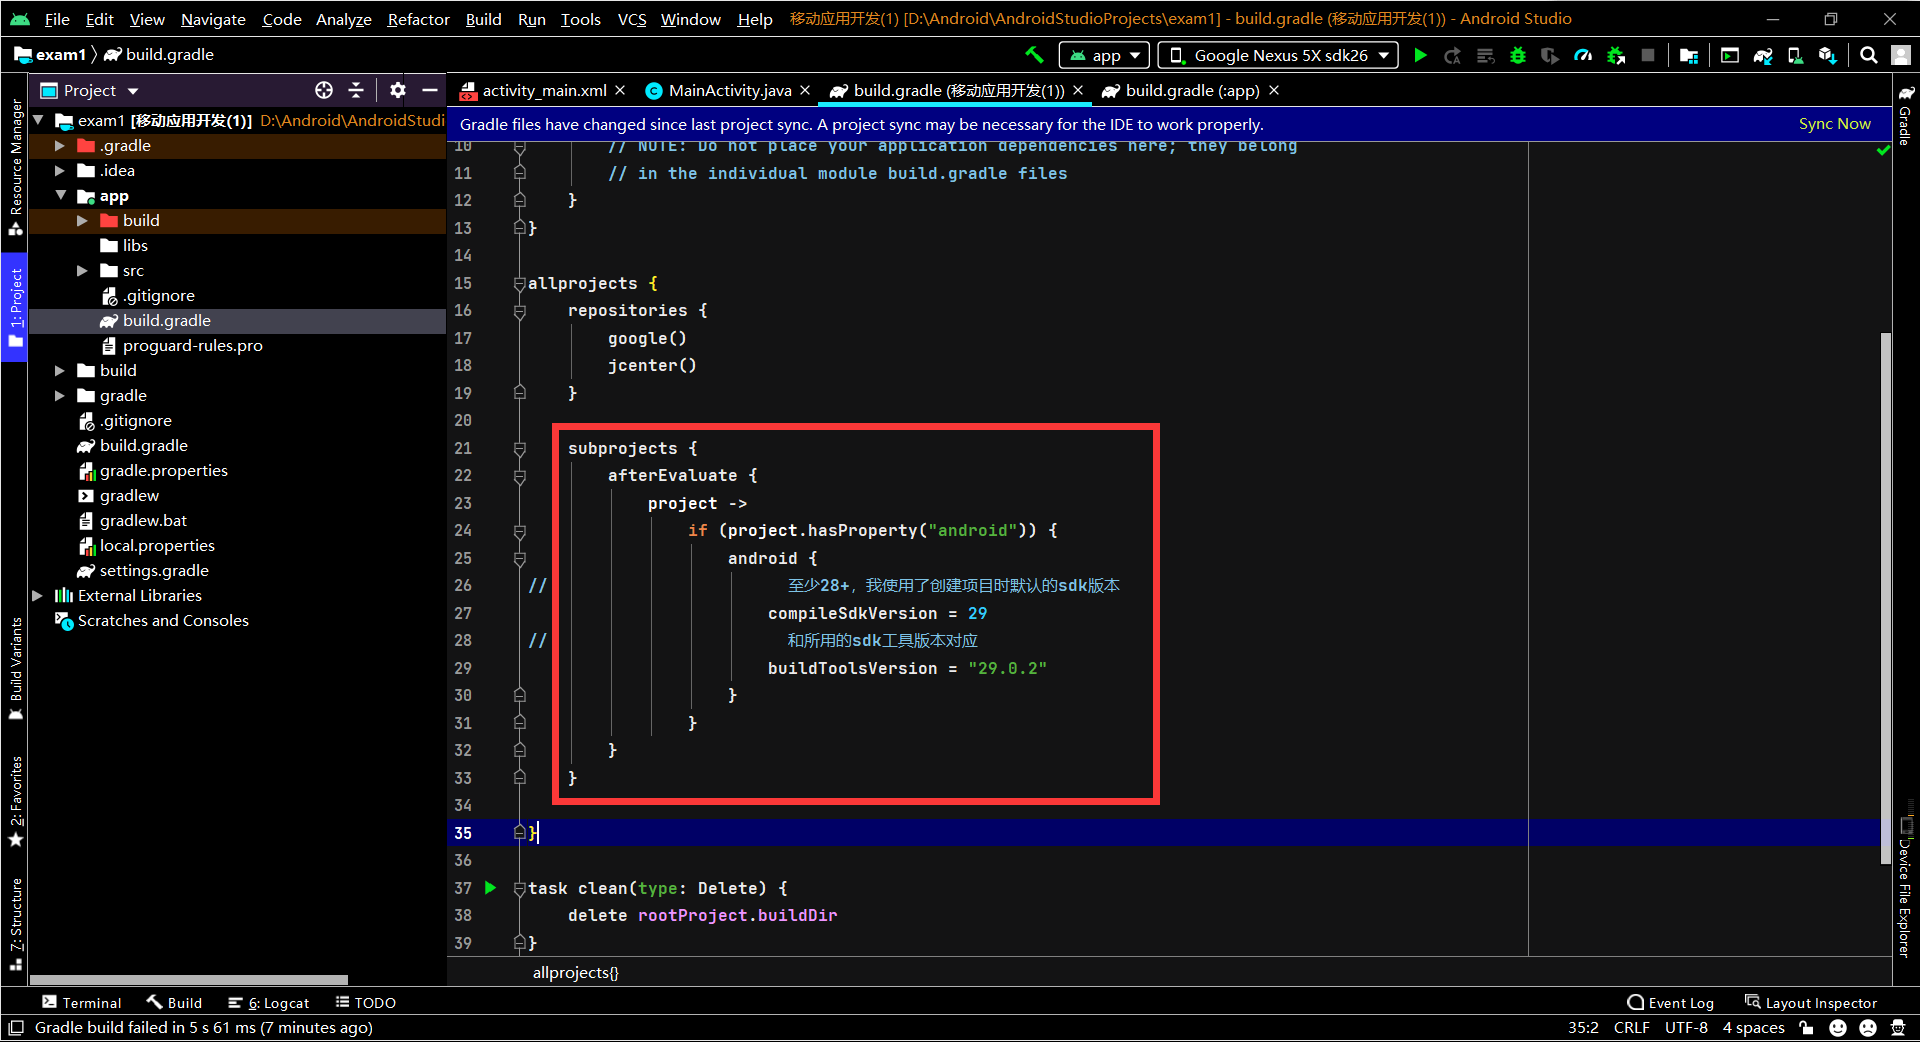 File Edit View Navigate Code Analyze Refactor Build Run Tools VCS Window Help 移动应用开发(1) [D:\Android\AndroidStudioProjects\exam1] - build.gradle (移动应用开发(1)) - Android Studio
exam1 build.gradle
app
Google Nexus 5X sdk26
Project
activity_main.xml
MainActivity.java
build.gradle (移动应用开发(1))
build.gradle (:app)
Gradle files have changed since last project sync. A project sync may be necessary for the IDE to work properly.
Sync Now
Resource Manager
1: Project
Build Variants
2: Favorites
7: Structure
exam1 [移动应用开发(1)] D:\Android\AndroidStudi
.gradle
.idea
app
build
libs
src
.gitignore
build.gradle
proguard-rules.pro
build
gradle
.gitignore
build.gradle
gradle.properties
gradlew
gradlew.bat
local.properties
settings.gradle
External Libraries
Scratches and Consoles
10 // NOTE: Do not place your application dependencies here; they belong
11 // in the individual module build.gradle files
12 }
13 }
14
15 allprojects {
16 repositories {
17 google()
18 jcenter()
19 }
20
21 subprojects {
22 afterEvaluate {
23 project ->
24 if (project.hasProperty("android")) {
25 android {
26 // 至少28+，我使用了创建项目时默认的sdk版本
27 compileSdkVersion = 29
28 // 和所用的sdk工具版本对应
29 buildToolsVersion = "29.0.2"
30 }
31 }
32 }
33 }
34
35 }
36
37 task clean(type: Delete) {
38 delete rootProject.buildDir
39 }
allprojects{}
Gradle
Device File Explorer
Terminal
Build
6: Logcat
TODO
Event Log
Layout Inspector
Gradle build failed in 5 s 61 ms (7 minutes ago)
35:2 CRLF UTF-8 4 spaces